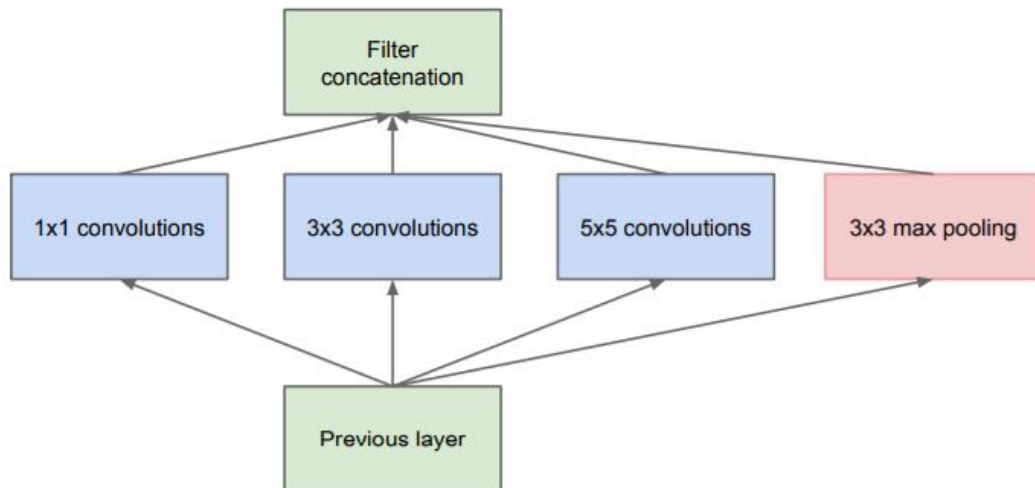 Filter
concatenation
1x1 convolutions
3x3 convolutions
5x5 convolutions
3x3 max pooling
Previous layer